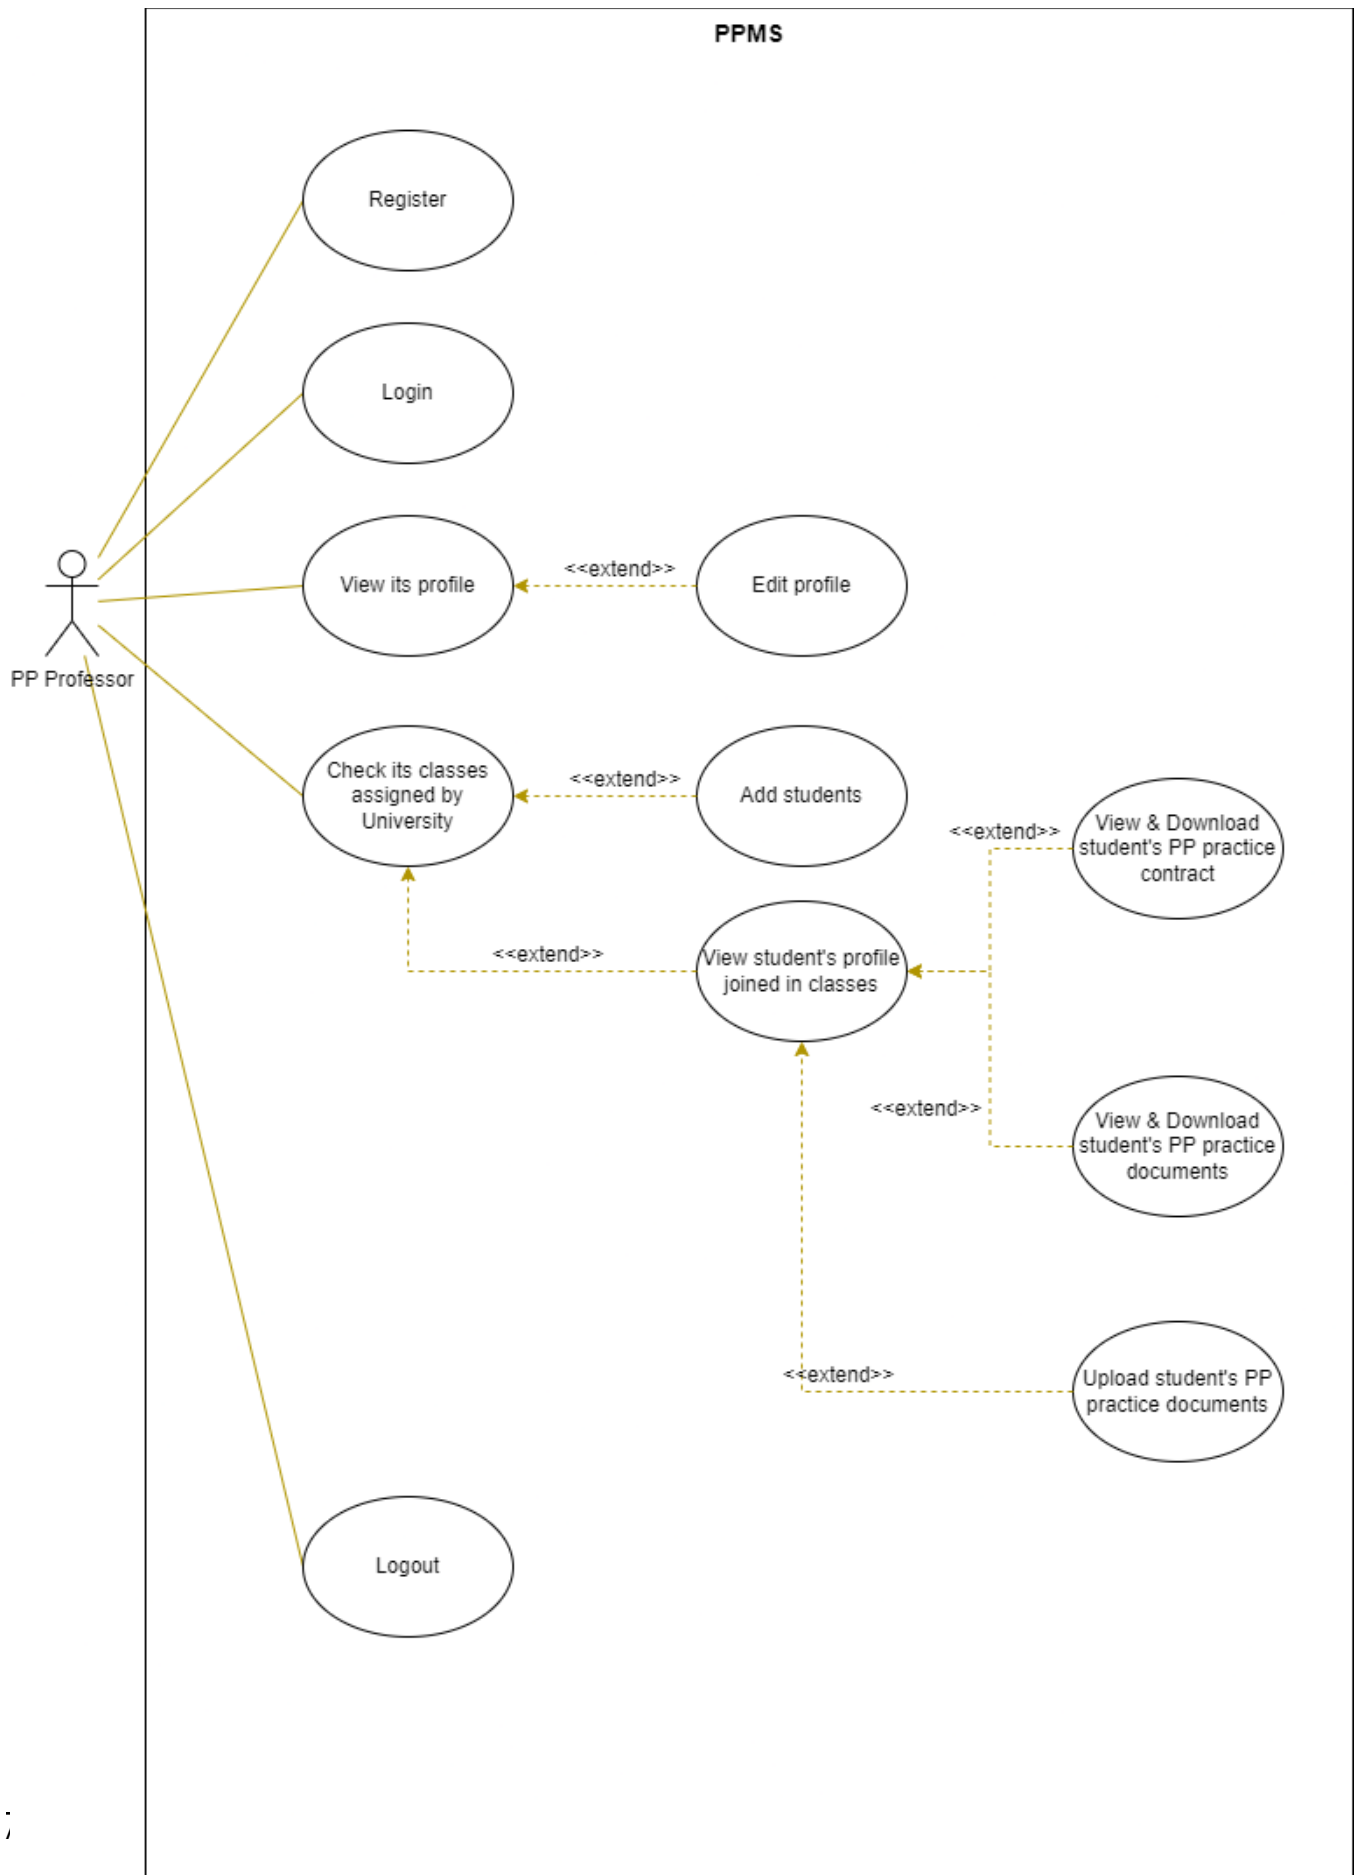 PPMS
Register
Login
View its profile
<<extend>>
Edit profile
PP Professor
Check its classes
assigned by
University
<<extend>>
Add students
<<extend>>
View & Download
student's PP practice
contract
<<extend>>
View student's profile
joined in classes
<<extend>>
View & Download
student's PP practice
documents
<<extend>>
Upload student's PP
practice documents
Logout